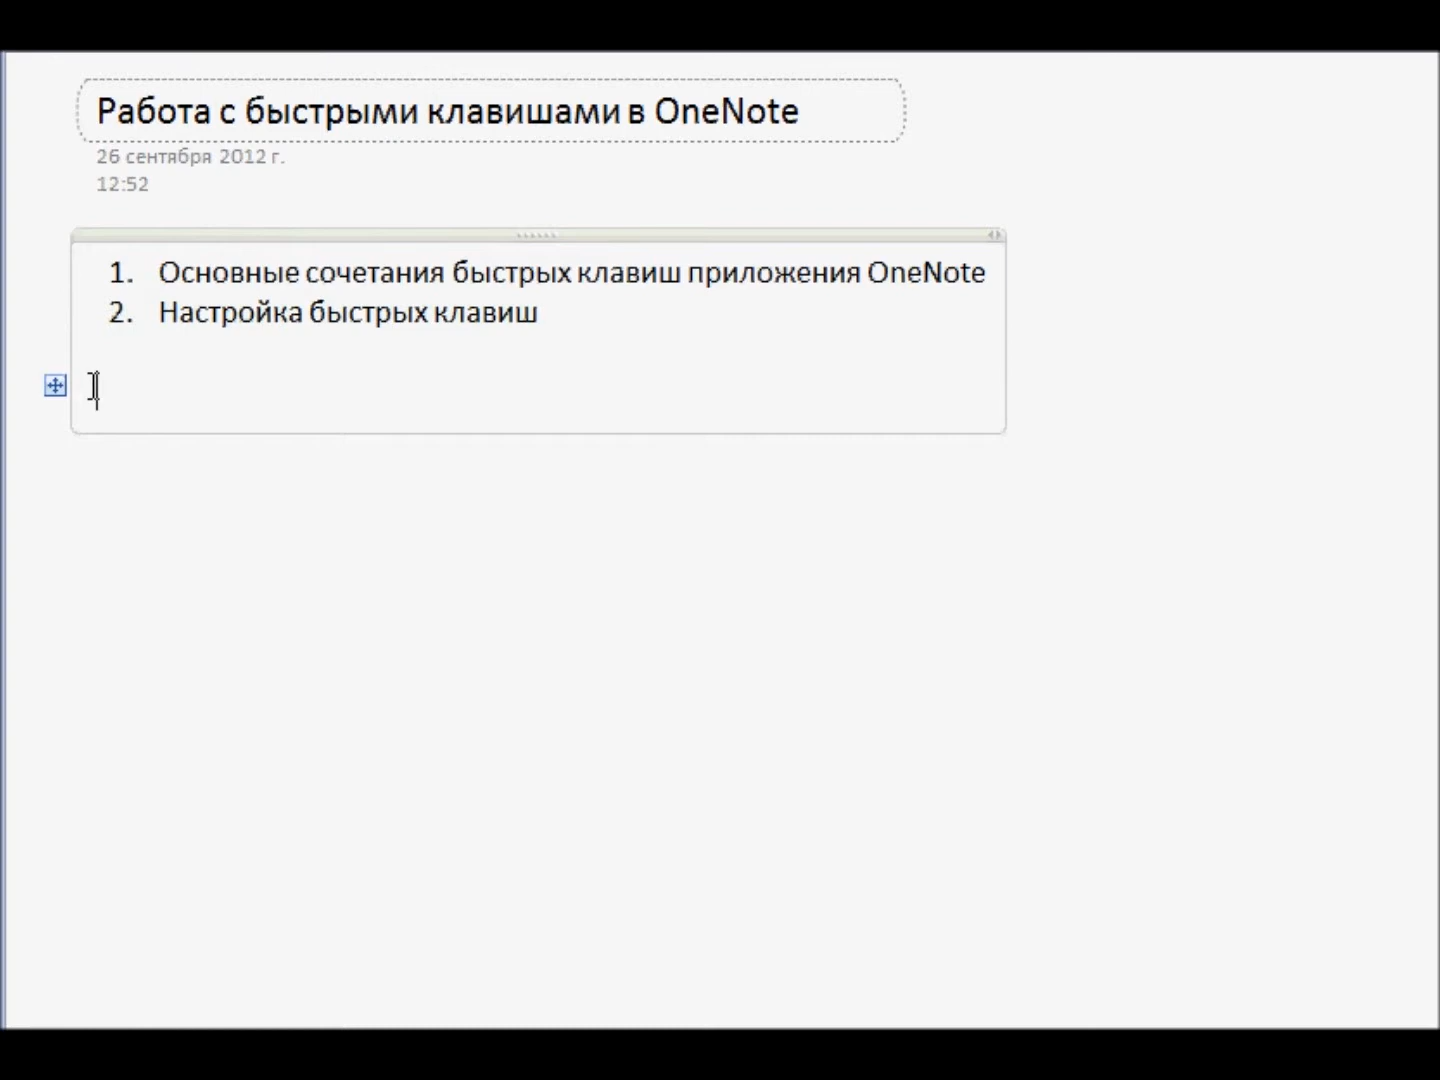 Работа с быстрыми клавишами в OneNote
26 сентября 2012 г.
12:52
1. Основные сочетания быстрых клавиш приложения OneNote
2. Настройка быстрых клавиш